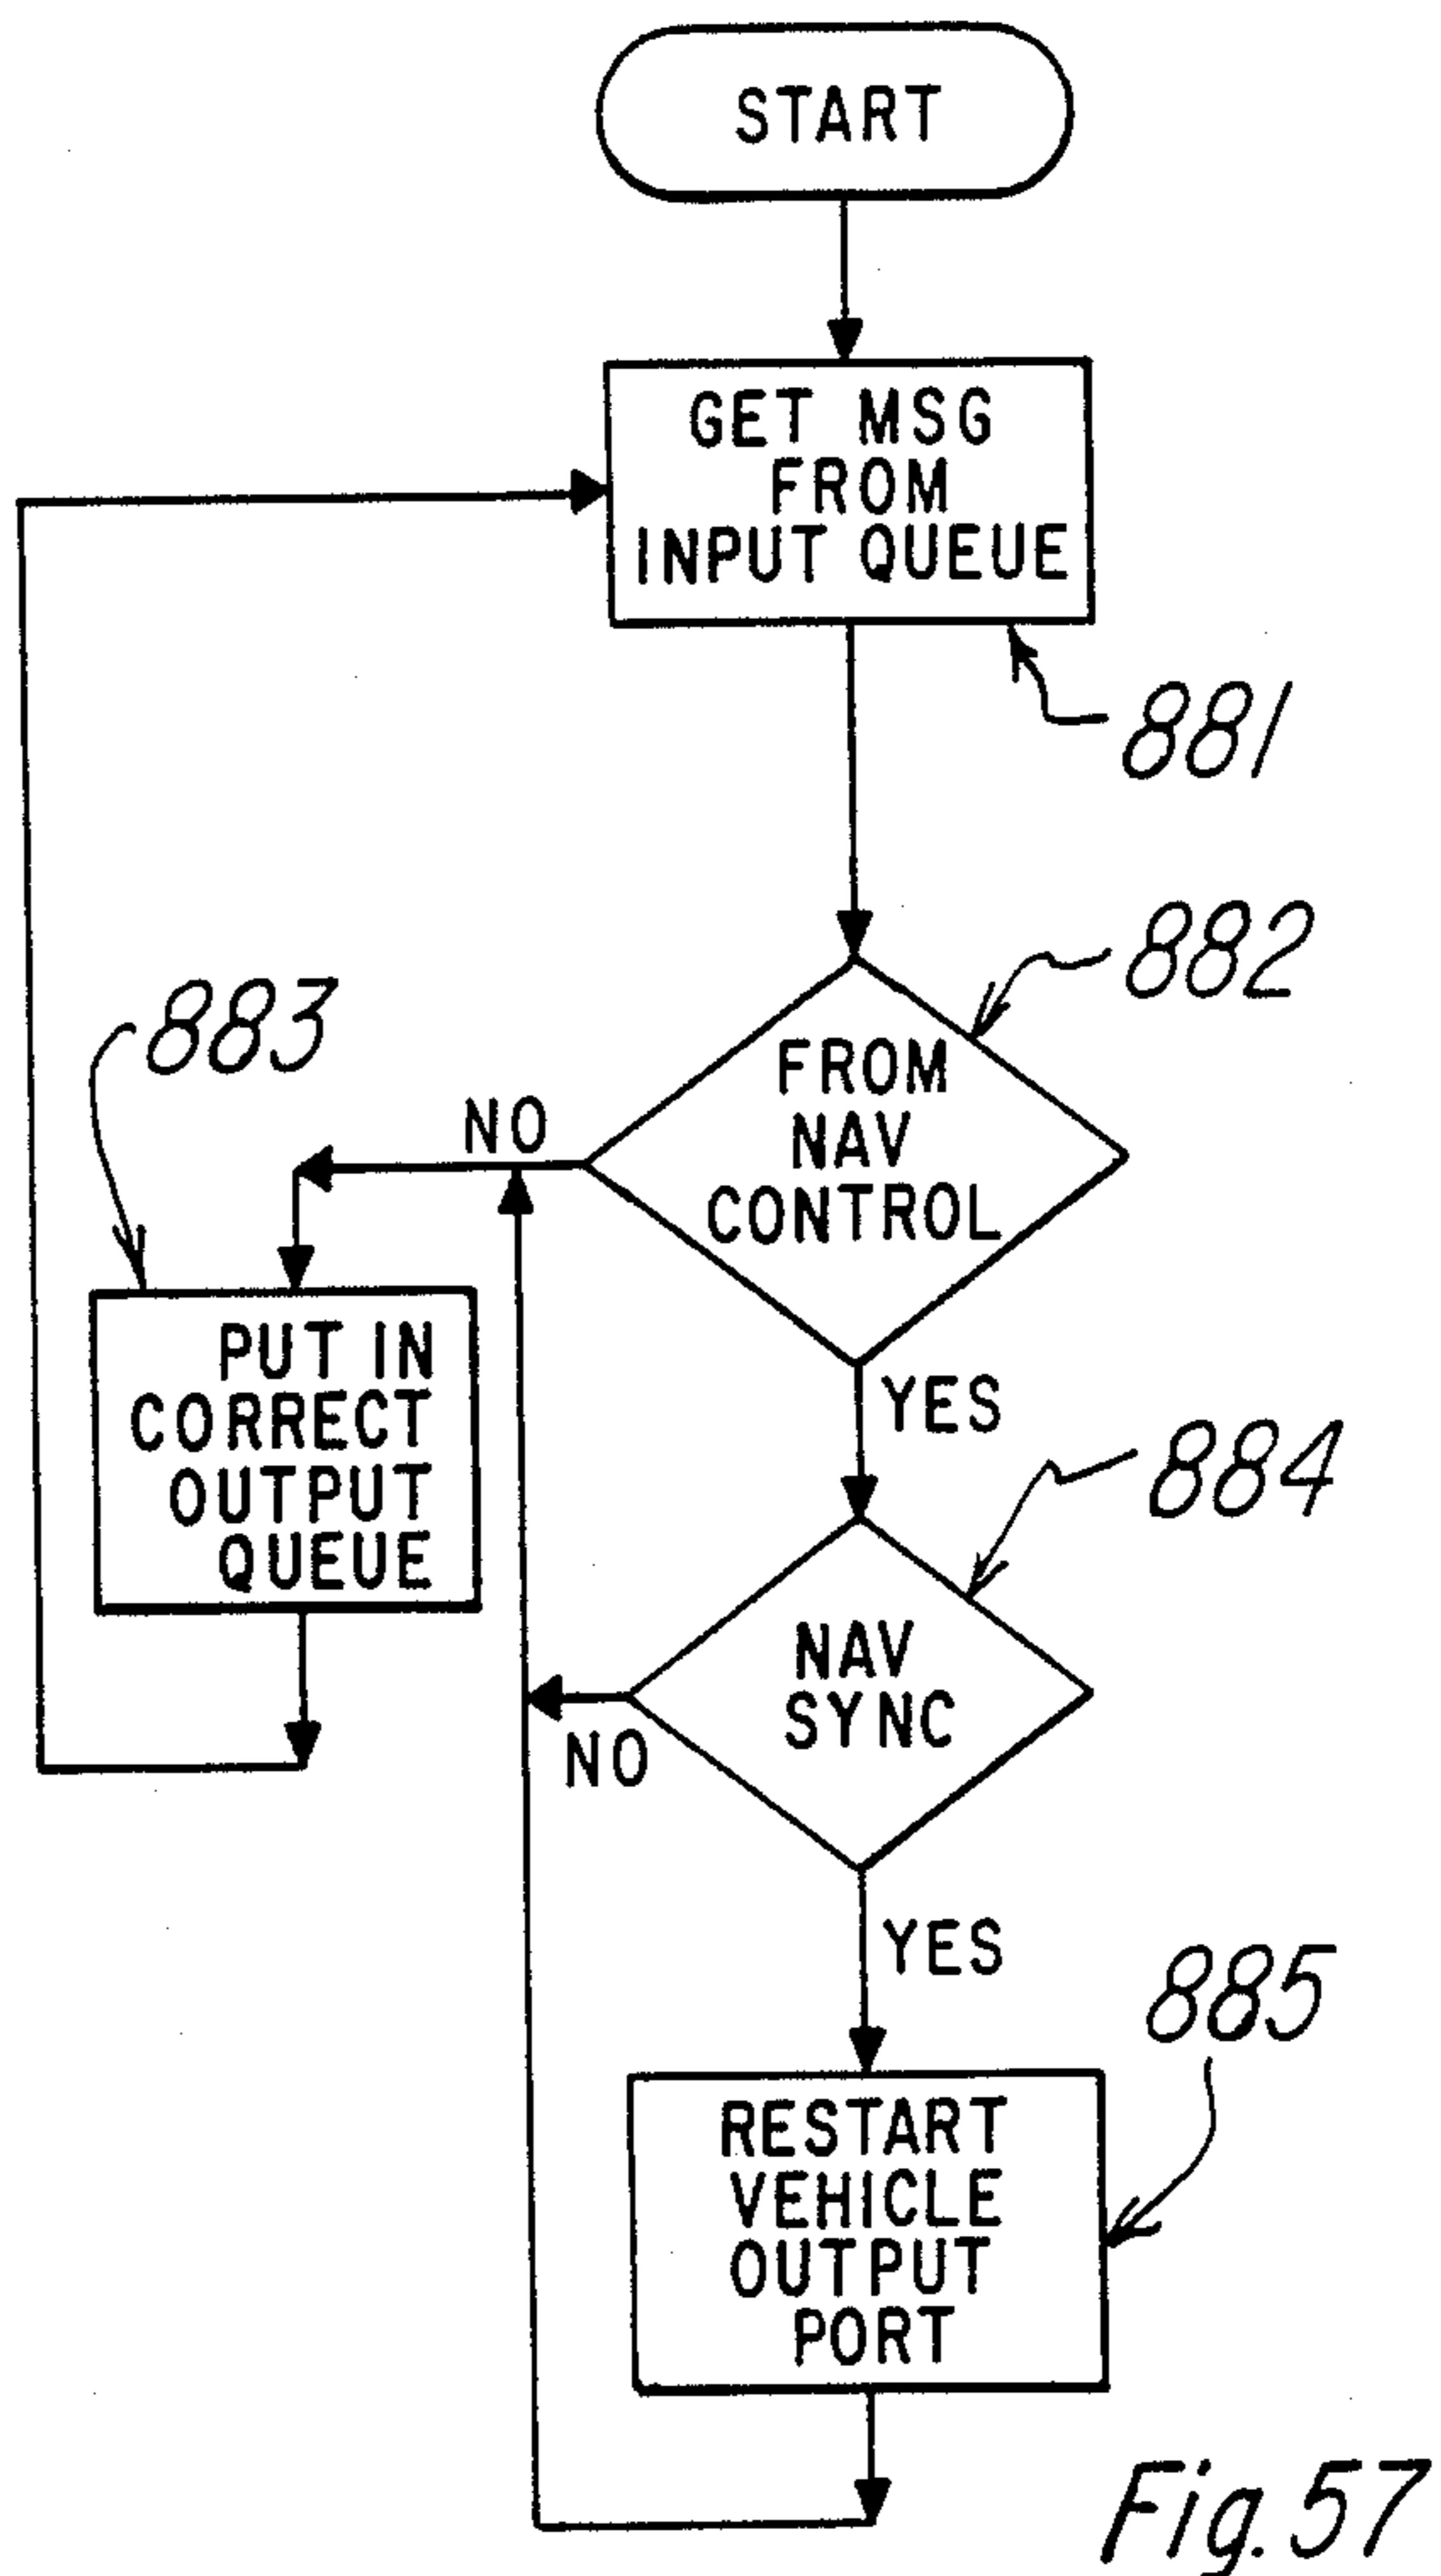 START
GET MSG
FROM
INPUT QUEUE
881
882
883
FROM
NAV
CONTROL
NO
PUT IN
CORRECT
OUTPUT
QUEUE
YES
884
NAV
SYNC
NO
YES
885
RESTART
VEHICLE
OUTPUT
PORT
Fig. 57